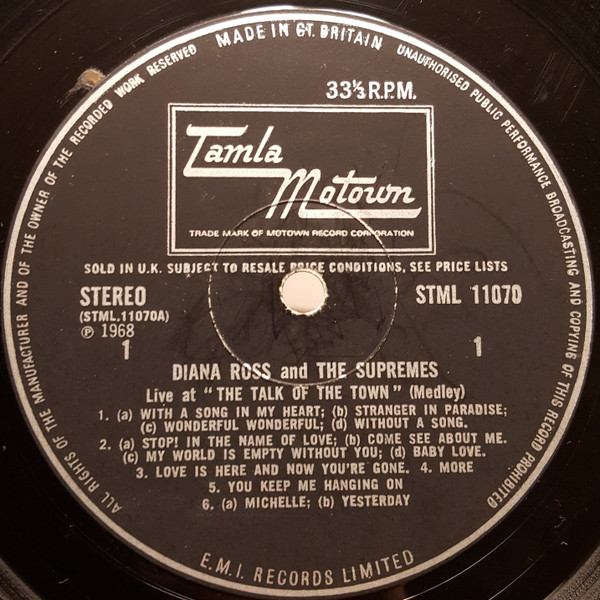 MADE IN GT. BRITAIN
UNAUTHORISED PUBLIC PERFORMANCE BROADCASTING AND COPYING OF THIS RECORD PROHIBITED
ALL RIGHTS OF THE MANUFACTURER AND OF THE OWNER OF THE RECORDED WORK RESERVED
33⅓ R.P.M.
Tamla
Motown
TRADE MARK OF MOTOWN RECORD CORPORATION
SOLD IN U.K. SUBJECT TO RESALE PRICE CONDITIONS, SEE PRICE LISTS
STEREO STML 11070
(STML.11070A)
℗ 1968
1 1
DIANA ROSS and THE SUPREMES
Live at "THE TALK OF THE TOWN" (Medley)
1. (a) WITH A SONG IN MY HEART; (b) STRANGER IN PARADISE;
(c) WONDERFUL WONDERFUL; (d) WITHOUT A SONG.
2. (a) STOP! IN THE NAME OF LOVE; (b) COME SEE ABOUT ME.
(c) MY WORLD IS EMPTY WITHOUT YOU; (d) BABY LOVE.
3. LOVE IS HERE AND NOW YOU'RE GONE. 4. MORE
5. YOU KEEP ME HANGING ON
6. (a) MICHELLE; (b) YESTERDAY
E.M.I. RECORDS LIMITED